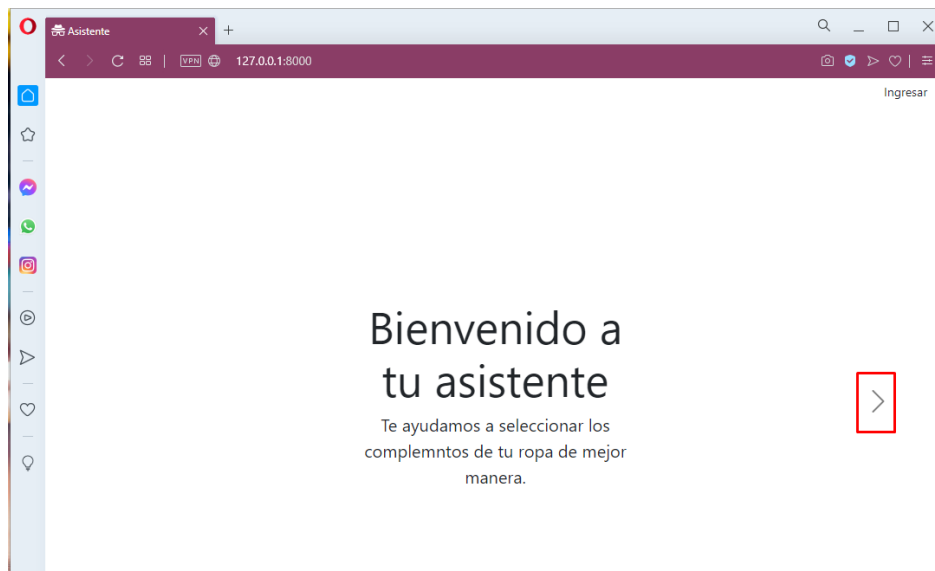 Asistente
VPN 127.0.0.1:8000
Ingresar
Bienvenido a
tu asistente
Te ayudamos a seleccionar los
complemntos de tu ropa de mejor
manera.